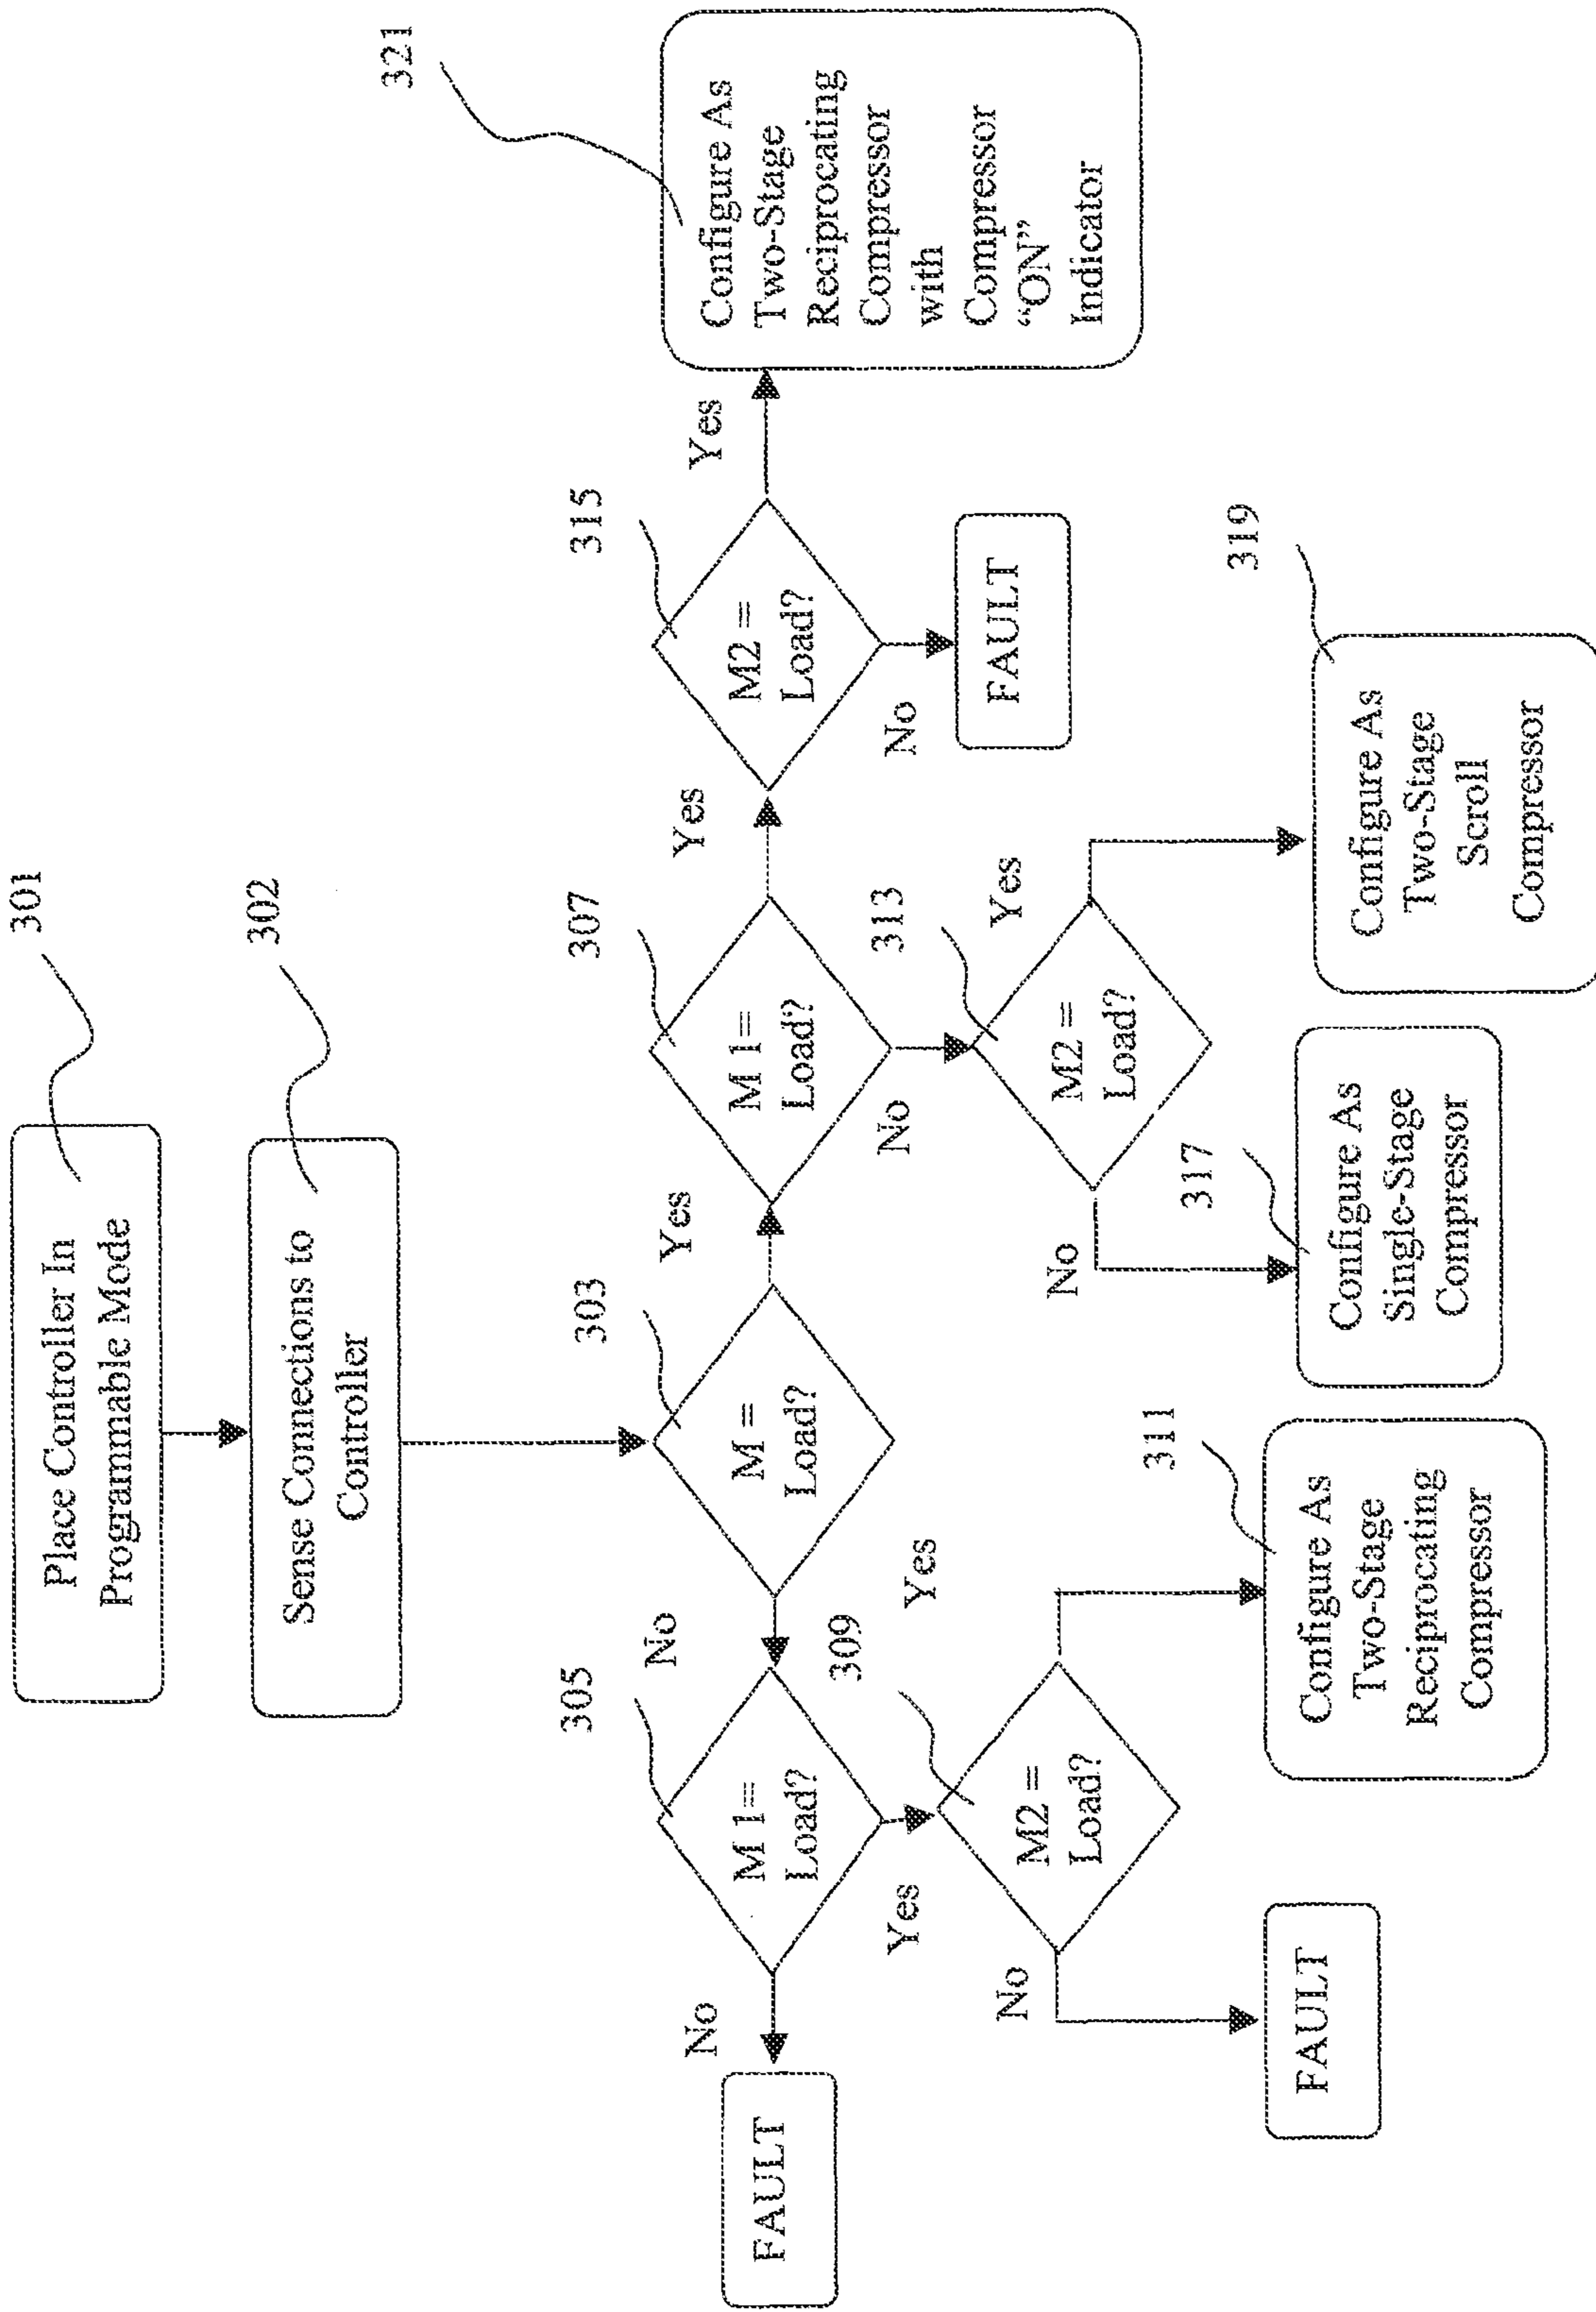 301
Place Controller In
Programmable Mode
302
Sense Connections to
Controller
303
M =
Load?
No
Yes
305
M 1=
Load?
No
Yes
FAULT
309
M2 =
Load?
No
Yes
FAULT
311
Configure As
Two-Stage
Reciprocating
Compressor
307
M 1=
Load?
Yes
No
313
M2 =
Load?
No
Yes
317
Configure As
Single-Stage
Compressor
319
Configure As
Two-Stage
Scroll
Compressor
315
M2 =
Load?
Yes
No
FAULT
321
Configure As
Two-Stage
Reciprocating
Compressor
with
Compressor
“ON”
Indicator